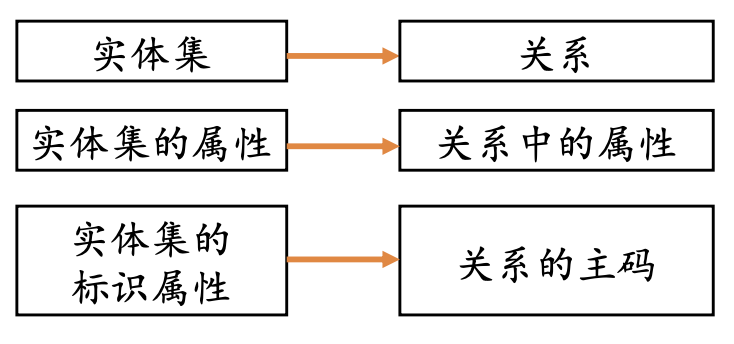 实体集
关系
实体集的属性
关系中的属性
实体集的
标识属性
关系的主码